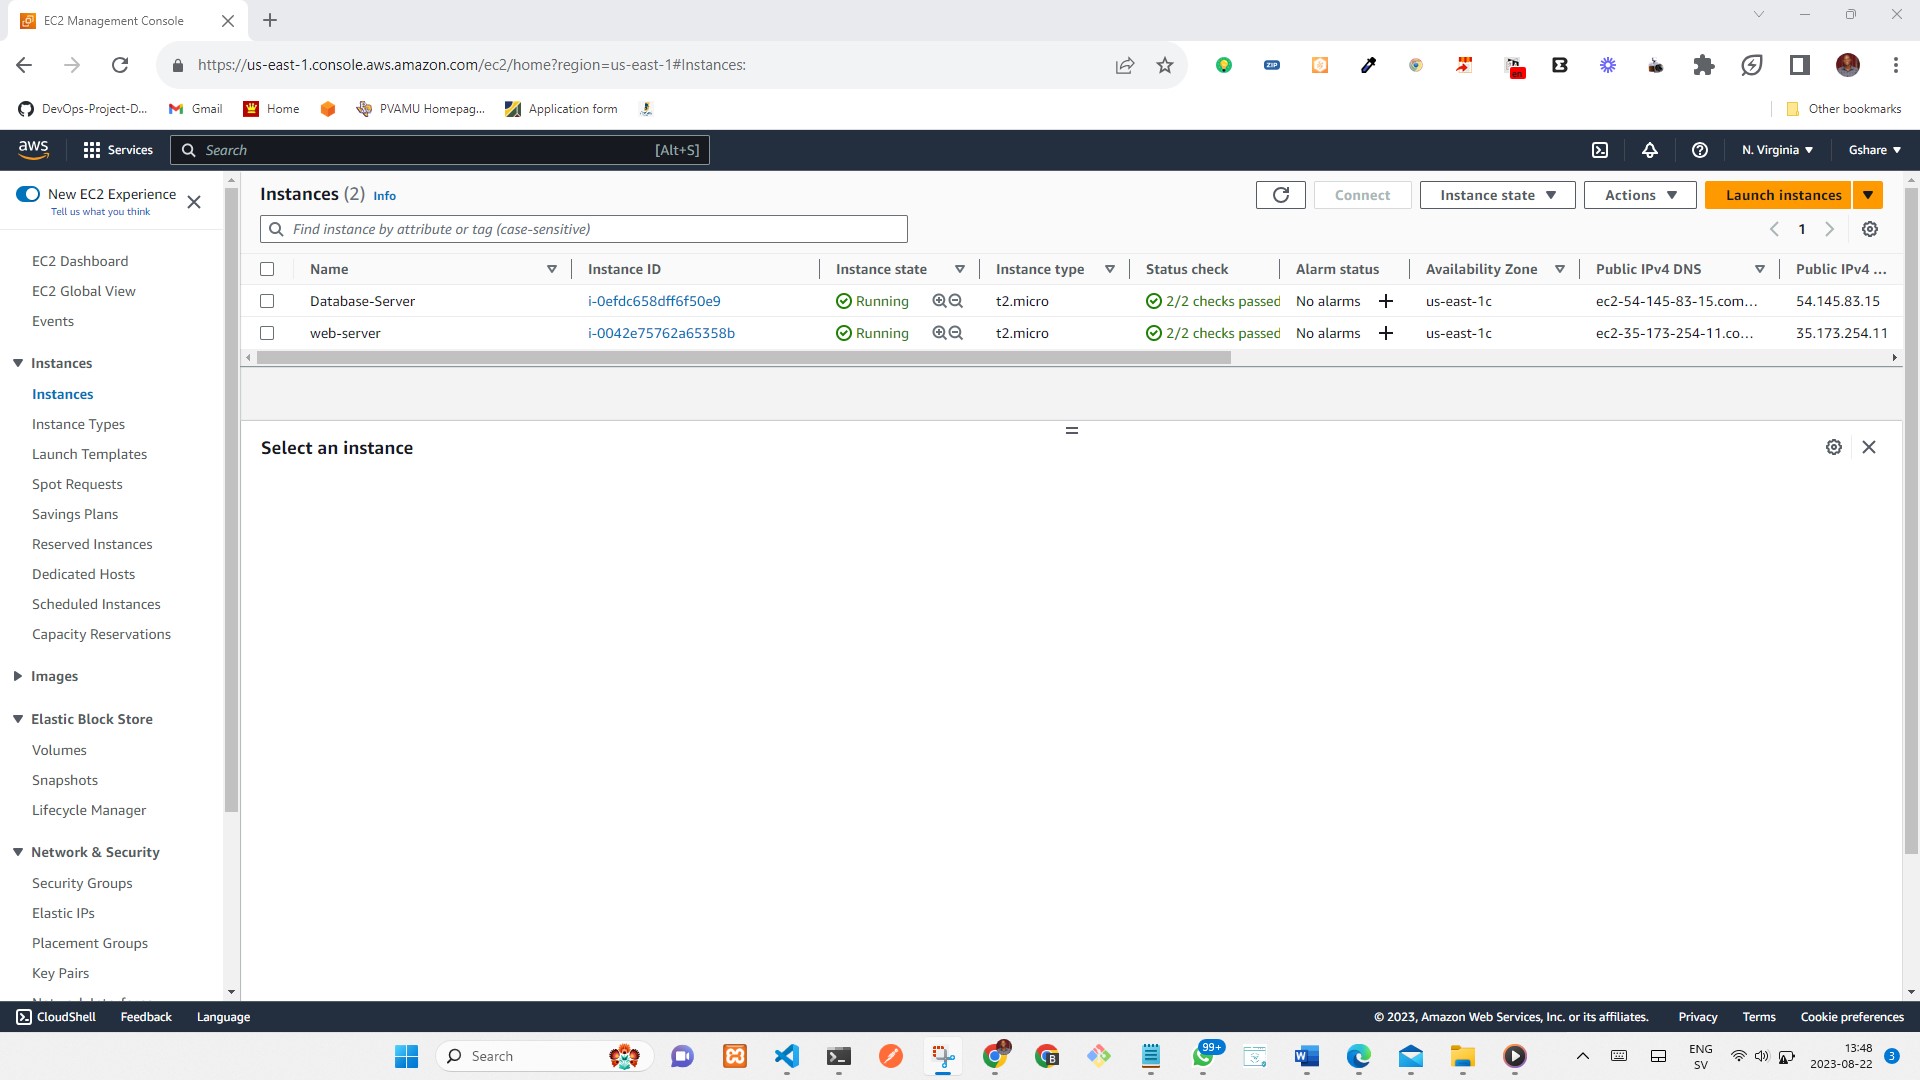 EC2 Management Console
https://us-east-1.console.aws.amazon.com/ec2/home?region=us-east-1#Instances:
ZIP
en
DevOps-Project-D...
Gmail
Home
PVAMU Homepag...
Application form
Other bookmarks
aws
Services
Search
[Alt+S]
N. Virginia
Gshare
New EC2 Experience
Tell us what you think
EC2 Dashboard
EC2 Global View
Events
Instances
Instances
Instance Types
Launch Templates
Spot Requests
Savings Plans
Reserved Instances
Dedicated Hosts
Scheduled Instances
Capacity Reservations
Images
Elastic Block Store
Volumes
Snapshots
Lifecycle Manager
Network & Security
Security Groups
Elastic IPs
Placement Groups
Key Pairs
Instances (2) Info
Connect
Instance state
Actions
Launch instances
Find instance by attribute or tag (case-sensitive)
1
Name Instance ID Instance state Instance type Status check Alarm status Availability Zone Public IPv4 DNS Public IPv4 ...
Database-Server i-0efdc658dff6f50e9 Running t2.micro 2/2 checks passed No alarms us-east-1c ec2-54-145-83-15.com... 54.145.83.15
web-server i-0042e75762a65358b Running t2.micro 2/2 checks passed No alarms us-east-1c ec2-35-173-254-11.co... 35.173.254.11
Select an instance
CloudShell
Feedback
Language
© 2023, Amazon Web Services, Inc. or its affiliates.
Privacy
Terms
Cookie preferences
Search
B
99+
ENG
SV
13:48
2023-08-22
3